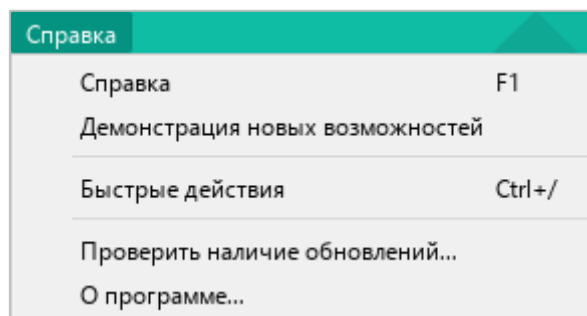 Справка
Справка F1
Демонстрация новых возможностей
Быстрые действия Ctrl+/
Проверить наличие обновлений...
О программе...